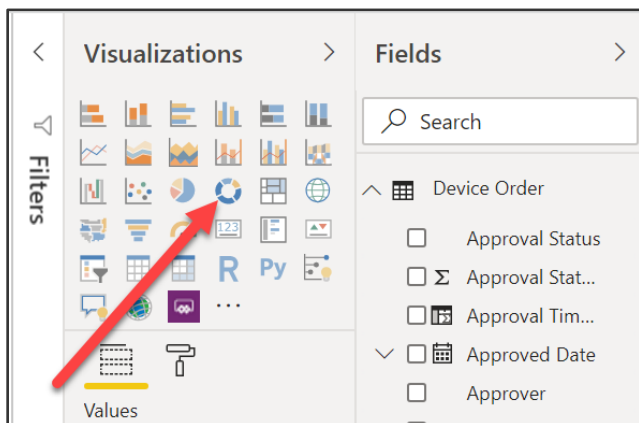 Visualizations
Fields
Filters
Search
Device Order
123
Approval Status
Approval Stat...
R Py
Approval Tim...
Approved Date
Approver
Values